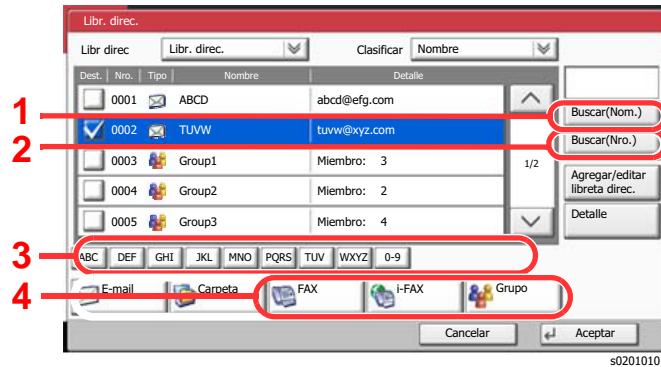 Libr. direc.
Libr direc Libr. direc. Clasificar Nombre
Dest. Nro. Tipo Nombre Detalle
0001 ABCD abcd@efg.com
1 Buscar(Nom.)
0002 TUVW tuvw@xyz.com
2 Buscar(Nro.)
0003 Group1 Miembro: 3 1/2
Agregar/editar
libreta direc.
0004 Group2 Miembro: 2
0005 Group3 Miembro: 4 Detalle
3 ABC DEF GHI JKL MNO PQRS TUV WXYZ 0-9
4 E-mail Carpeta FAX i-FAX Grupo
Cancelar Aceptar
s0201010